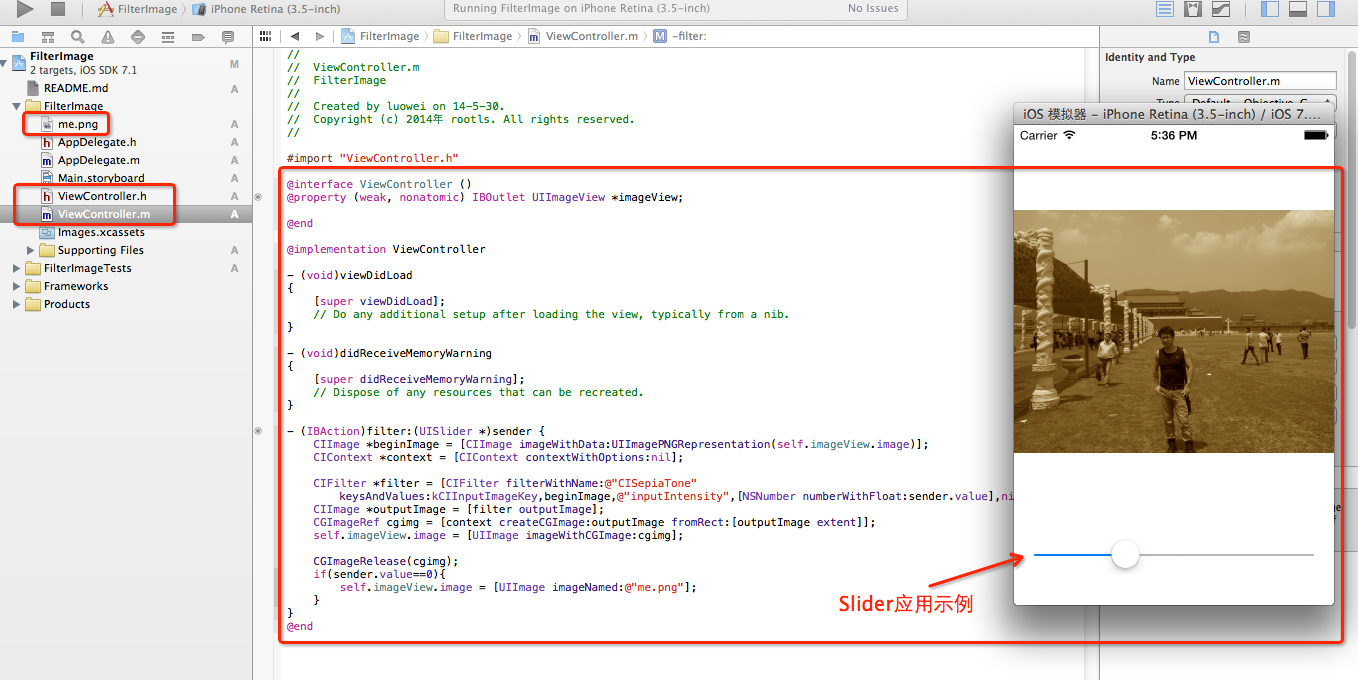 FilterImage
iPhone Retina (3.5-inch)
Running FilterImage on iPhone Retina (3.5-inch)
No Issues
FilterImage
FilterImage
ViewController.m
-filter:
FilterImage
M
2 targets, iOS SDK 7.1
README.md
A
FilterImage
me.png
A
AppDelegate.h
A
AppDelegate.m
A
Main.storyboard
A
ViewController.h
A
ViewController.m
A
Images.xcassets
Supporting Files
A
FilterImageTests
A
Frameworks
Products
//
//  ViewController.m
//  FilterImage
//
//  Created by luowei on 14-5-30.
//  Copyright (c) 2014年 rootls. All rights reserved.
//
#import "ViewController.h"
@interface ViewController ()
@property (weak, nonatomic) IBOutlet UIImageView *imageView;
@end
@implementation ViewController
- (void)viewDidLoad
{
    [super viewDidLoad];
    // Do any additional setup after loading the view, typically from a nib.
}
- (void)didReceiveMemoryWarning
{
    [super didReceiveMemoryWarning];
    // Dispose of any resources that can be recreated.
}
- (IBAction)filter:(UISlider *)sender {
    CIImage *beginImage = [CIImage imageWithData:UIImagePNGRepresentation(self.imageView.image)];
    CIContext *context = [CIContext contextWithOptions:nil];
    CIFilter *filter = [CIFilter filterWithName:@"CISepiaTone"
        keysAndValues:kCIInputImageKey,beginImage,@"inputIntensity",[NSNumber numberWithFloat:sender.value],ni
    CIImage *outputImage = [filter outputImage];
    CGImageRef cgimg = [context createCGImage:outputImage fromRect:[outputImage extent]];
    self.imageView.image = [UIImage imageWithCGImage:cgimg];
    CGImageRelease(cgimg);
    if(sender.value==0){
        self.imageView.image = [UIImage imageNamed:@"me.png"];
    }
}
@end
Identity and Type
Name ViewController.m
iOS 模拟器 – iPhone Retina (3.5-inch) / iOS 7....
Carrier
5:36 PM
Slider应用示例